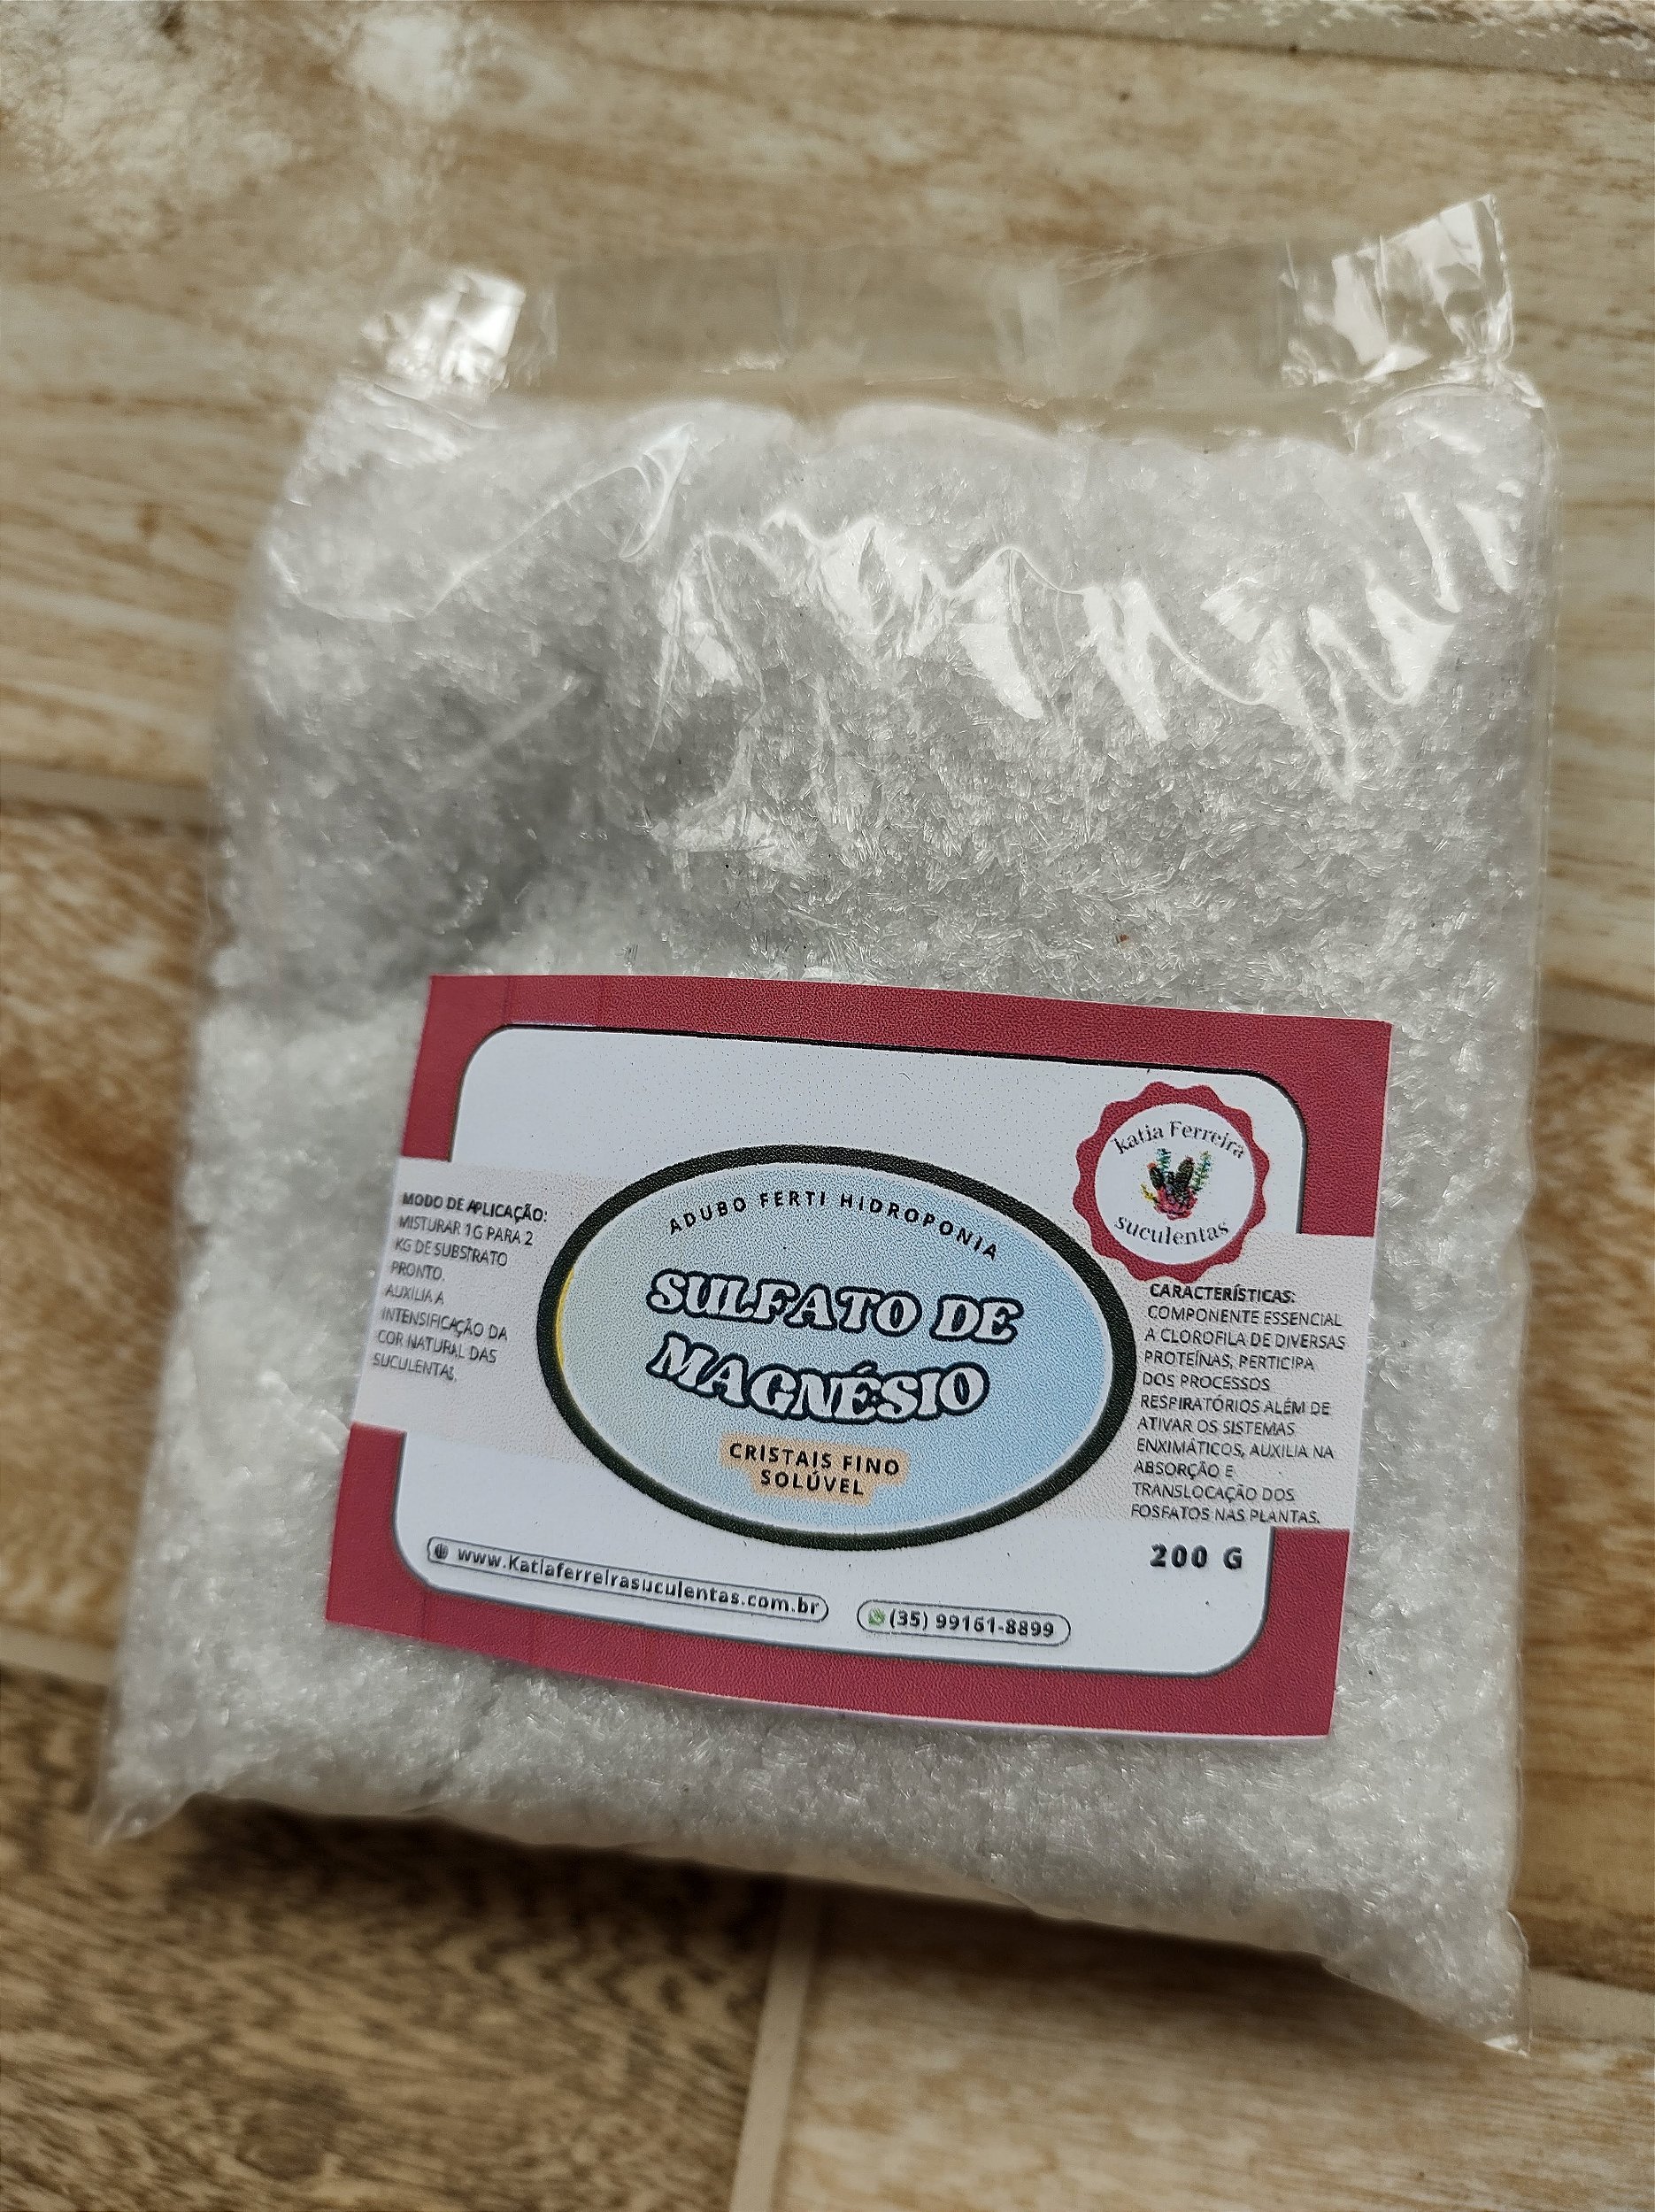 katia Ferreira
suculentas
MODO DE APLICAÇÃO:
MISTURAR 1G PARA 2
KG DE SUBSTRATO
PRONTO.
AUXILIA A
INTENSIFICAÇÃO DA
COR NATURAL DAS
SUCULENTAS.
ADUBO FERTI HIDROPONIA
SULFATO DE
MAGNÉSIO
CRISTAIS FINO
SOLÚVEL
CARACTERÍSTICAS:
COMPONENTE ESSENCIAL
A CLOROFILA DE DIVERSAS
PROTEÍNAS, PERTICIPA
DOS PROCESSOS
RESPIRATÓRIOS ALÉM DE
ATIVAR OS SISTEMAS
ENXIMÁTICOS, AUXILIA NA
ABSORÇÃO E
TRANSLOCAÇÃO DOS
FOSFATOS NAS PLANTAS.
200 G
www.Katiaferreirasuculentas.com.br
(35) 99161-8899